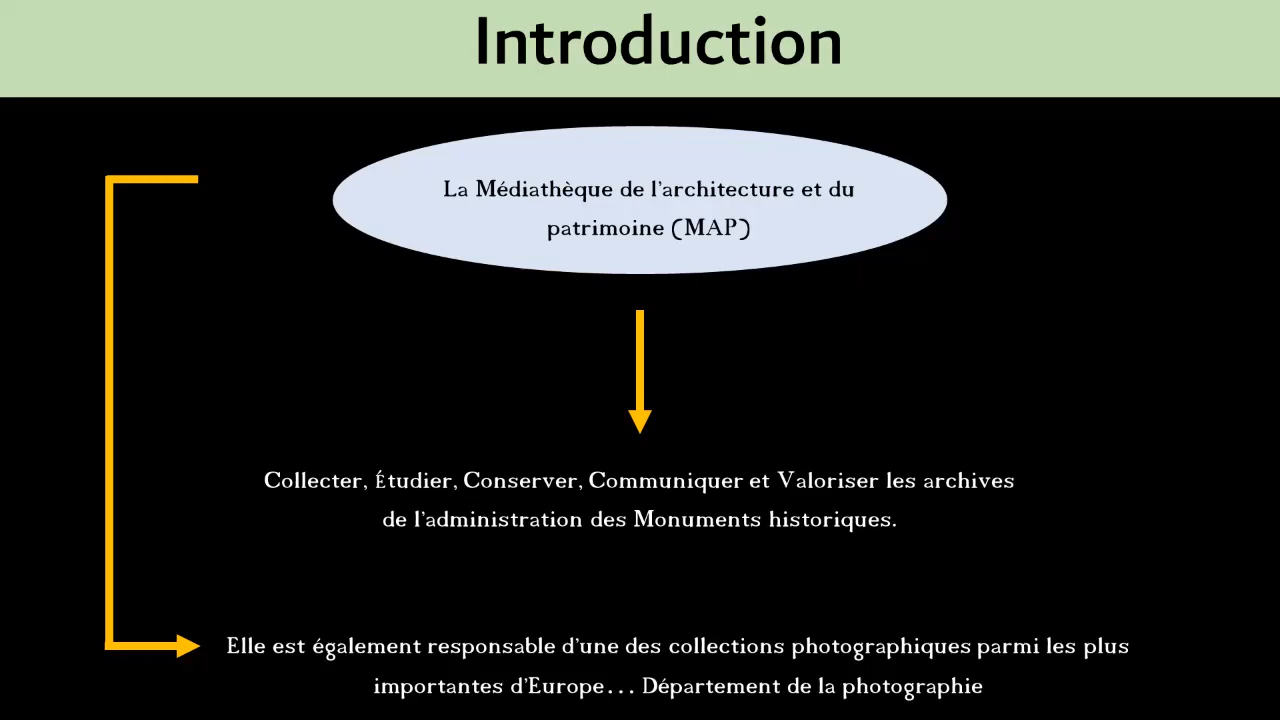 Introduction
La Médiathèque de l'architecture et du
patrimoine (MAP)
Collecter, Étudier, Conserver, Communiquer et Valoriser les archives
de l'administration des Monuments historiques.
Elle est également responsable d'une des collections photographiques parmi les plus
importantes d'Europe... Département de la photographie